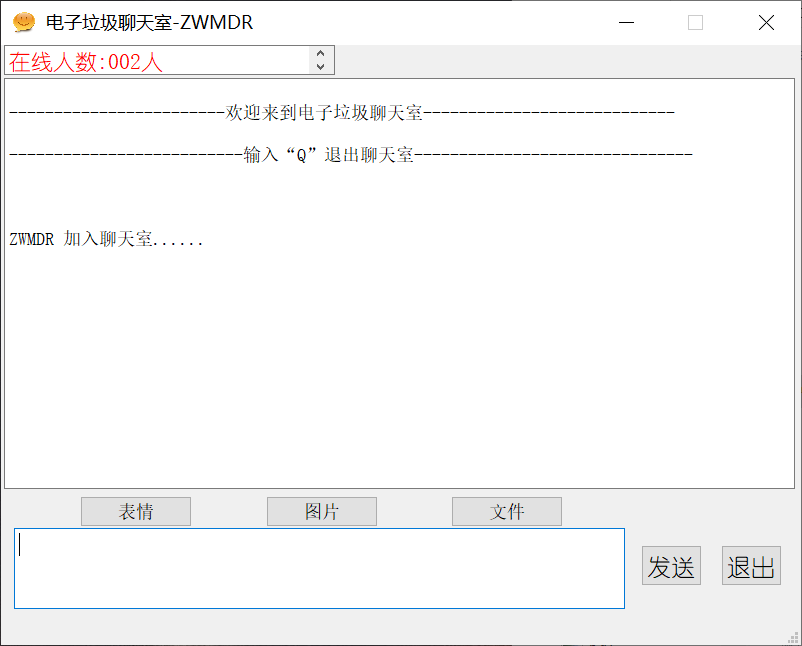 电子垃圾聊天室-ZWMDR
在线人数:002人
------------------------欢迎来到电子垃圾聊天室----------------------------
--------------------------输入“Q”退出聊天室-------------------------------
ZWMDR 加入聊天室......
表情 图片 文件
发送 退出